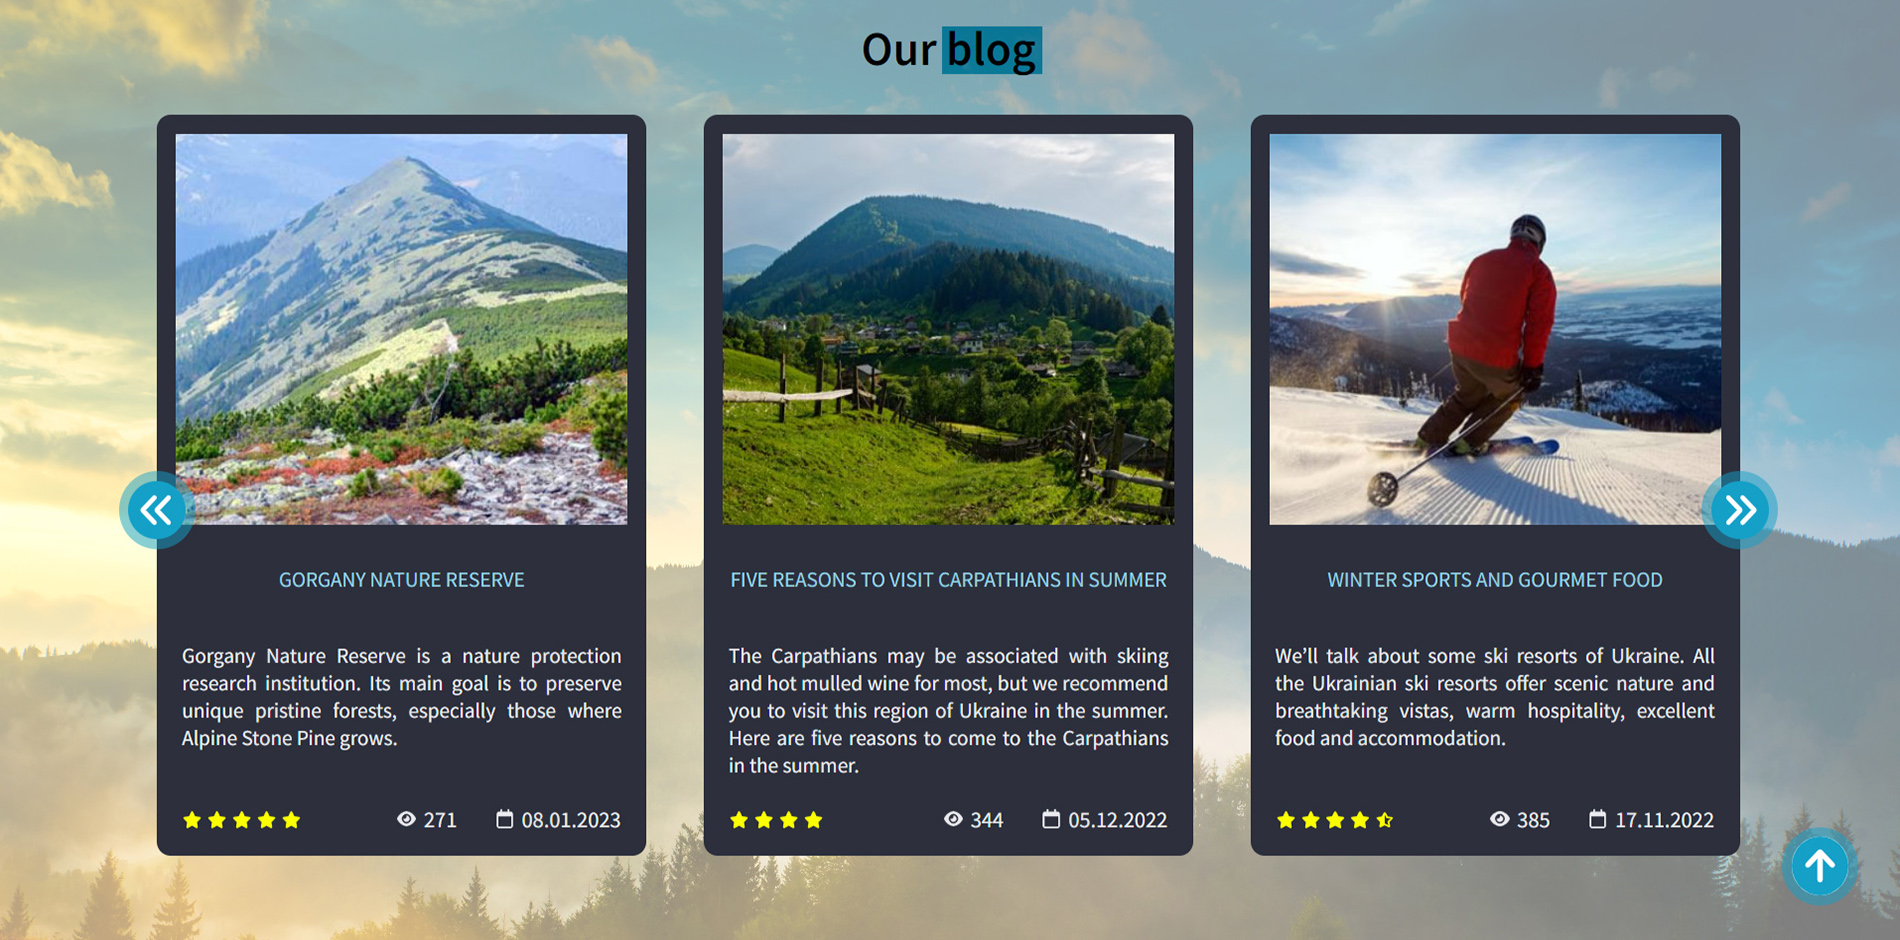 Our blog
GORGANY NATURE RESERVE
Gorgany Nature Reserve is a nature protection
research institution. Its main goal is to preserve
unique pristine forests, especially those where
Alpine Stone Pine grows.
271 08.01.2023
FIVE REASONS TO VISIT CARPATHIANS IN SUMMER
The Carpathians may be associated with skiing
and hot mulled wine for most, but we recommend
you to visit this region of Ukraine in the summer.
Here are five reasons to come to the Carpathians
in the summer.
344 05.12.2022
WINTER SPORTS AND GOURMET FOOD
We’ll talk about some ski resorts of Ukraine. All
the Ukrainian ski resorts offer scenic nature and
breathtaking vistas, warm hospitality, excellent
food and accommodation.
385 17.11.2022